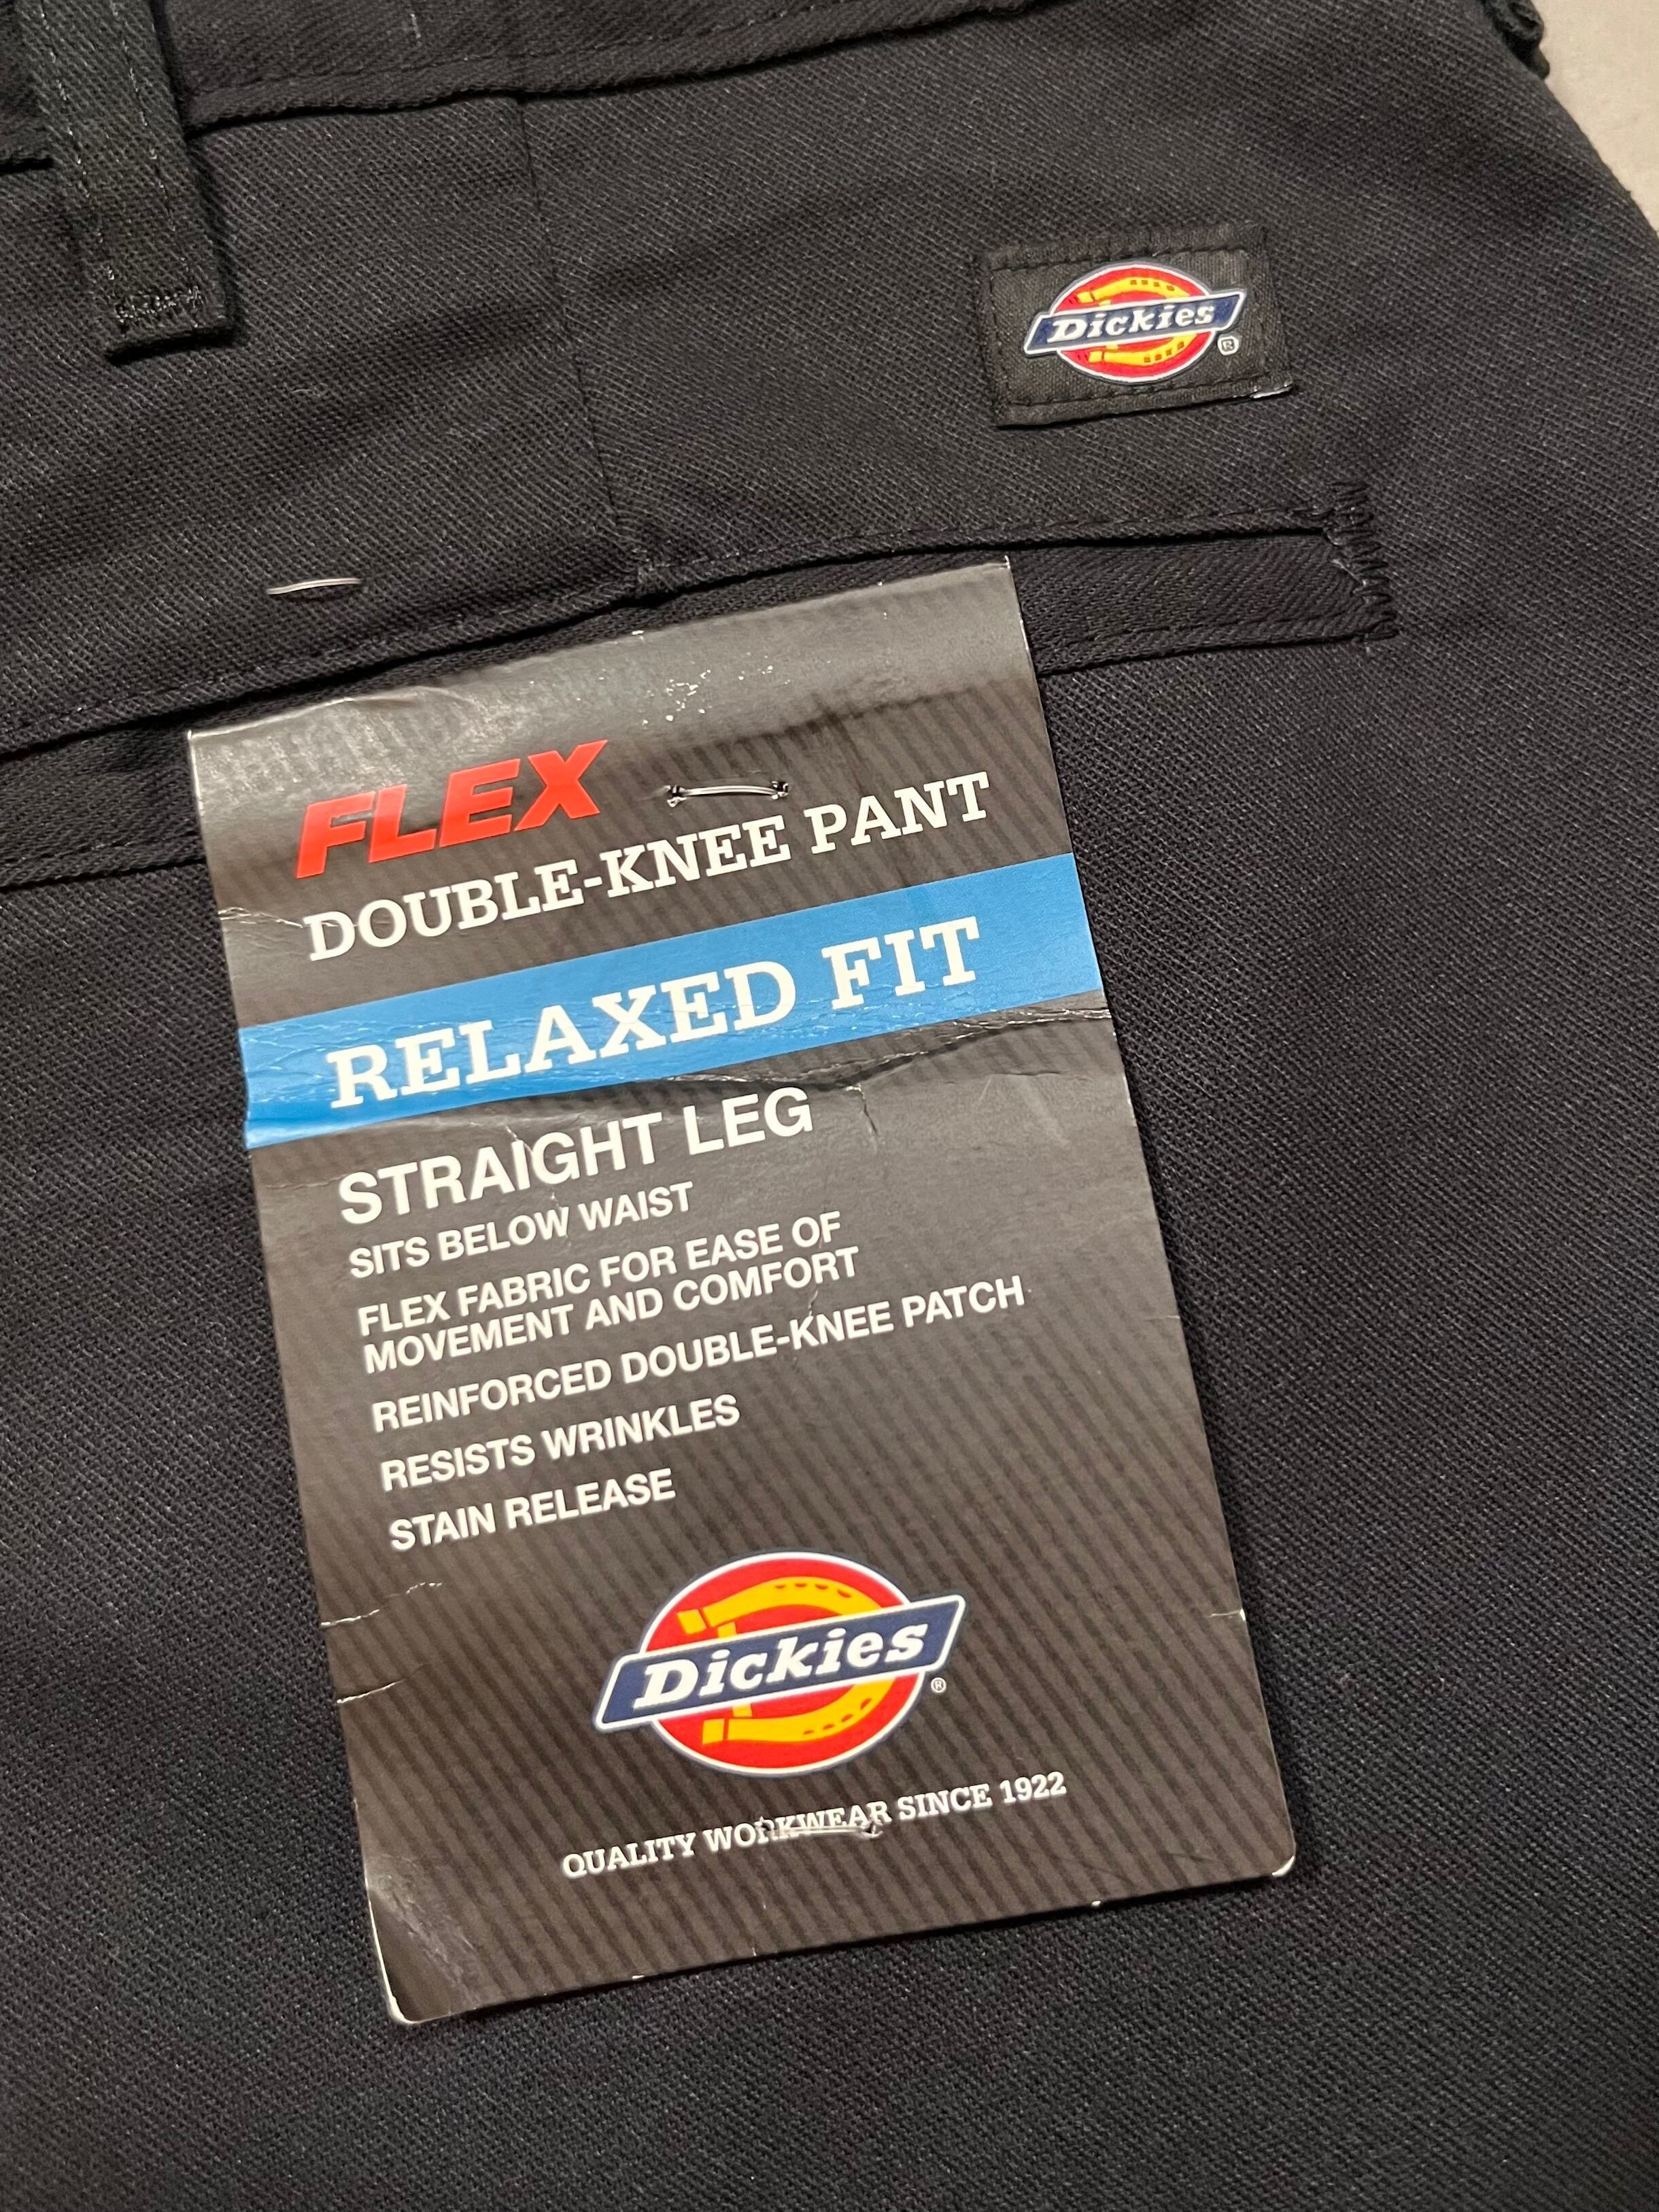 Dickies
®
FLEX
DOUBLE-KNEE PANT
RELAXED FIT
STRAIGHT LEG
SITS BELOW WAIST
FLEX FABRIC FOR EASE OF
MOVEMENT AND COMFORT
REINFORCED DOUBLE-KNEE PATCH
RESISTS WRINKLES
STAIN RELEASE
Dickies
®
QUALITY WORKWEAR SINCE 1922